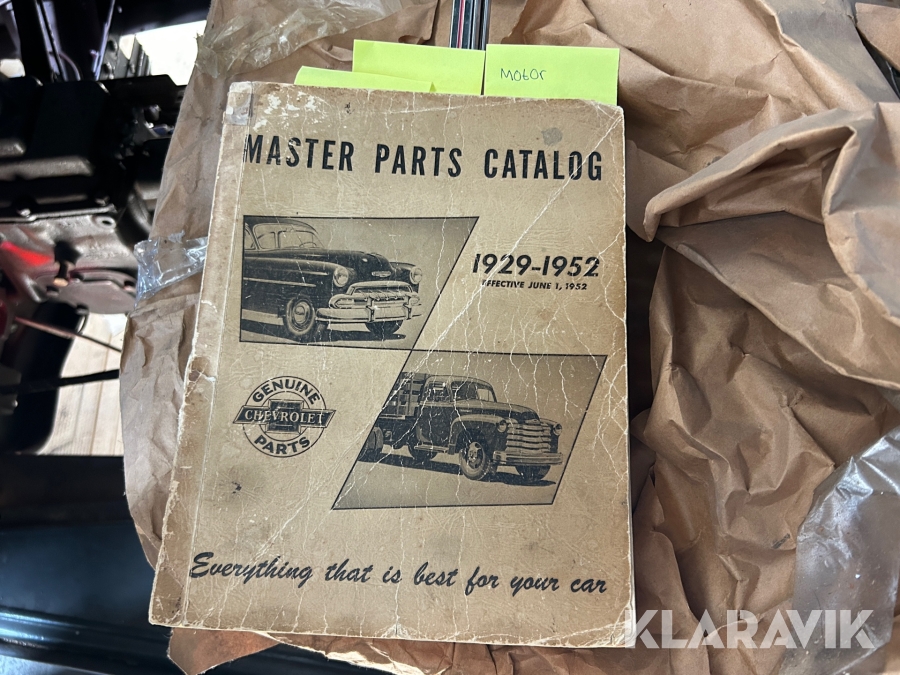 Motor
MASTER PARTS CATALOG
1929-1952
EFFECTIVE JUNE 1, 1952
GENUINE
CHEVROLET
PARTS
Everything that is best for your car
KLARAVIK